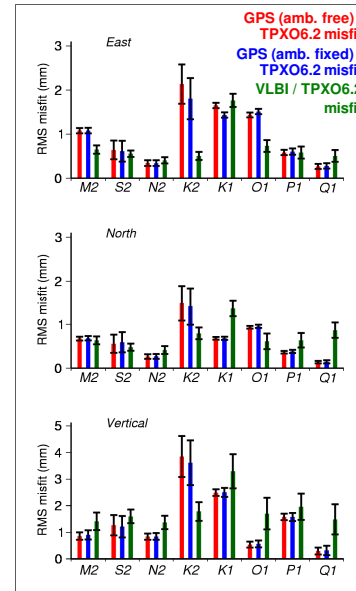 GPS (amb. free)
TPXO6.2 misfi
GPS (amb. fixed)
TPXO6.2 misfi
VLBI / TPXO6.2
misfi
East
RMS misfit (mm)
3
2
1
0
M2 S2 N2 K2 K1 O1 P1 Q1
North
RMS misfit (mm)
3
2
1
0
M2 S2 N2 K2 K1 O1 P1 Q1
Vertical
RMS misfit (mm)
5
4
3
2
1
0
M2 S2 N2 K2 K1 O1 P1 Q1